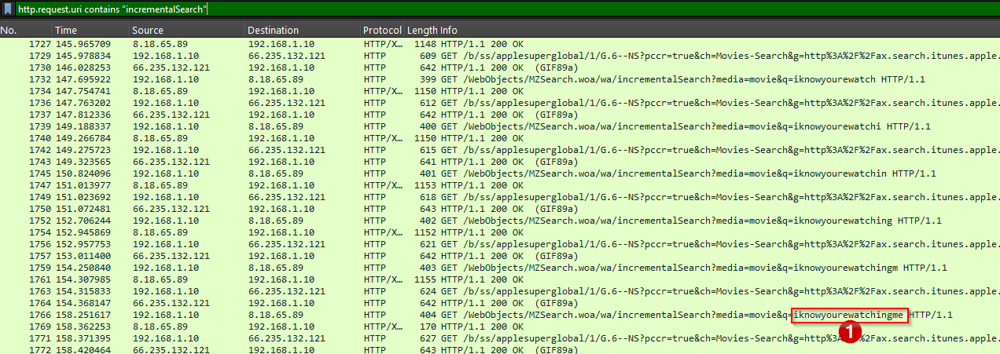 http.request.uri contains "incrementalSearch"
No. Time Source Destination Protocol Length Info
1727 145.965709 8.18.65.89 192.168.1.10 HTTP/X… 1148 HTTP/1.1 200 OK
1729 145.978834 192.168.1.10 66.235.132.121 HTTP 609 GET /b/ss/applesuperglobal/1/G.6--NS?pccr=true&ch=Movies-Search&g=http%3A%2F%2Fax.search.itunes.apple.
1730 146.028253 66.235.132.121 192.168.1.10 HTTP 642 HTTP/1.1 200 OK (GIF89a)
1732 147.695922 192.168.1.10 8.18.65.89 HTTP 399 GET /WebObjects/MZSearch.woa/wa/incrementalSearch?media=movie&q=iknowyourewatch HTTP/1.1
1734 147.754741 8.18.65.89 192.168.1.10 HTTP/X… 1150 HTTP/1.1 200 OK
1736 147.763202 192.168.1.10 66.235.132.121 HTTP 612 GET /b/ss/applesuperglobal/1/G.6--NS?pccr=true&ch=Movies-Search&g=http%3A%2F%2Fax.search.itunes.apple.
1737 147.812336 66.235.132.121 192.168.1.10 HTTP 642 HTTP/1.1 200 OK (GIF89a)
1739 149.188337 192.168.1.10 8.18.65.89 HTTP 400 GET /WebObjects/MZSearch.woa/wa/incrementalSearch?media=movie&q=iknowyourewatchi HTTP/1.1
1740 149.266784 8.18.65.89 192.168.1.10 HTTP/X… 1150 HTTP/1.1 200 OK
1742 149.275723 192.168.1.10 66.235.132.121 HTTP 615 GET /b/ss/applesuperglobal/1/G.6--NS?pccr=true&ch=Movies-Search&g=http%3A%2F%2Fax.search.itunes.apple.
1743 149.323565 66.235.132.121 192.168.1.10 HTTP 641 HTTP/1.1 200 OK (GIF89a)
1745 150.824096 192.168.1.10 8.18.65.89 HTTP 401 GET /WebObjects/MZSearch.woa/wa/incrementalSearch?media=movie&q=iknowyourewatchin HTTP/1.1
1747 151.013977 8.18.65.89 192.168.1.10 HTTP/X… 1153 HTTP/1.1 200 OK
1749 151.023692 192.168.1.10 66.235.132.121 HTTP 618 GET /b/ss/applesuperglobal/1/G.6--NS?pccr=true&ch=Movies-Search&g=http%3A%2F%2Fax.search.itunes.apple.
1750 151.072481 66.235.132.121 192.168.1.10 HTTP 643 HTTP/1.1 200 OK (GIF89a)
1752 152.706244 192.168.1.10 8.18.65.89 HTTP 402 GET /WebObjects/MZSearch.woa/wa/incrementalSearch?media=movie&q=iknowyourewatching HTTP/1.1
1754 152.945869 8.18.65.89 192.168.1.10 HTTP/X… 1152 HTTP/1.1 200 OK
1756 152.957753 192.168.1.10 66.235.132.121 HTTP 621 GET /b/ss/applesuperglobal/1/G.6--NS?pccr=true&ch=Movies-Search&g=http%3A%2F%2Fax.search.itunes.apple.
1757 153.011400 66.235.132.121 192.168.1.10 HTTP 642 HTTP/1.1 200 OK (GIF89a)
1759 154.250840 192.168.1.10 8.18.65.89 HTTP 403 GET /WebObjects/MZSearch.woa/wa/incrementalSearch?media=movie&q=iknowyourewatchingm HTTP/1.1
1761 154.307985 8.18.65.89 192.168.1.10 HTTP/X… 1155 HTTP/1.1 200 OK
1763 154.315833 192.168.1.10 66.235.132.121 HTTP 624 GET /b/ss/applesuperglobal/1/G.6--NS?pccr=true&ch=Movies-Search&g=http%3A%2F%2Fax.search.itunes.apple.
1764 154.368147 66.235.132.121 192.168.1.10 HTTP 642 HTTP/1.1 200 OK (GIF89a)
1766 158.251617 192.168.1.10 8.18.65.89 HTTP 404 GET /WebObjects/MZSearch.woa/wa/incrementalSearch?media=movie&q=iknowyourewatchingme HTTP/1.1
1769 158.362253 8.18.65.89 192.168.1.10 HTTP/X… 170 HTTP/1.1 200 OK
1
1771 158.371395 192.168.1.10 66.235.132.121 HTTP 627 GET /b/ss/applesuperglobal/1/G.6--NS?pccr=true&ch=Movies-Search&g=http%3A%2F%2Fax.search.itunes.apple.
1772 158.420464 66.235.132.121 192.168.1.10 HTTP 643 HTTP/1.1 200 OK (GIF89a)